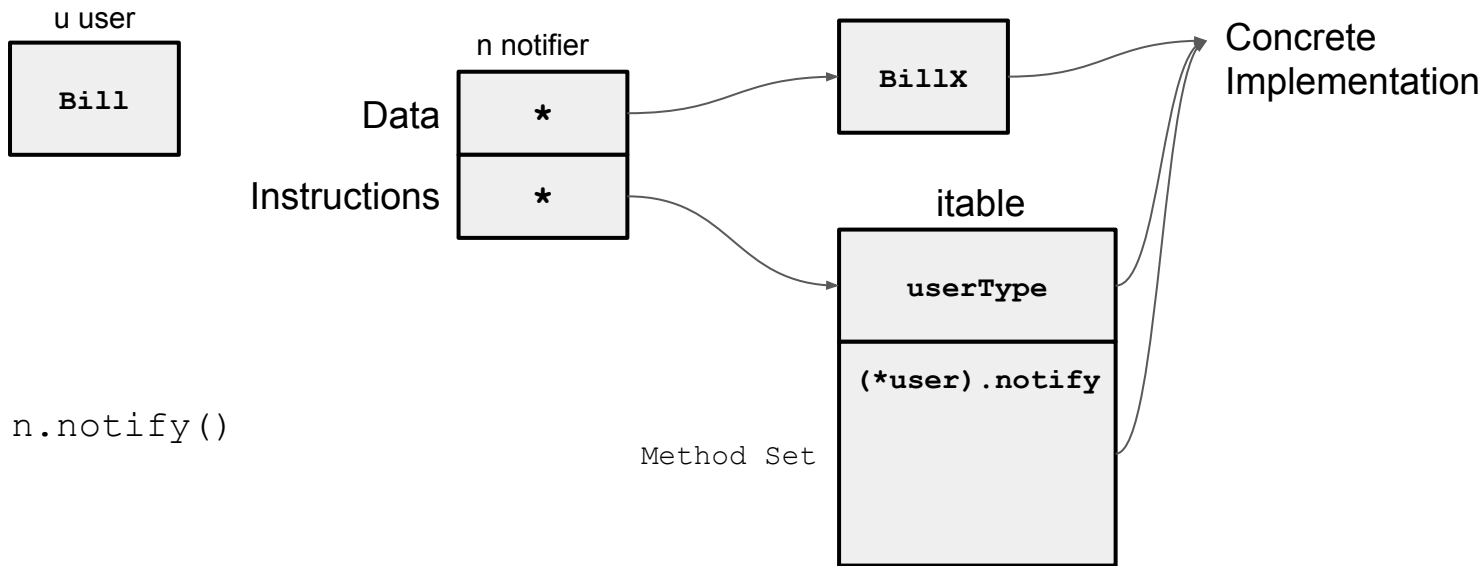 u user
Bill
n notifier
Data
*
Instructions
*
BillX
Concrete
Implementation
itable
userType
(*user).notify
Method Set
n.notify()